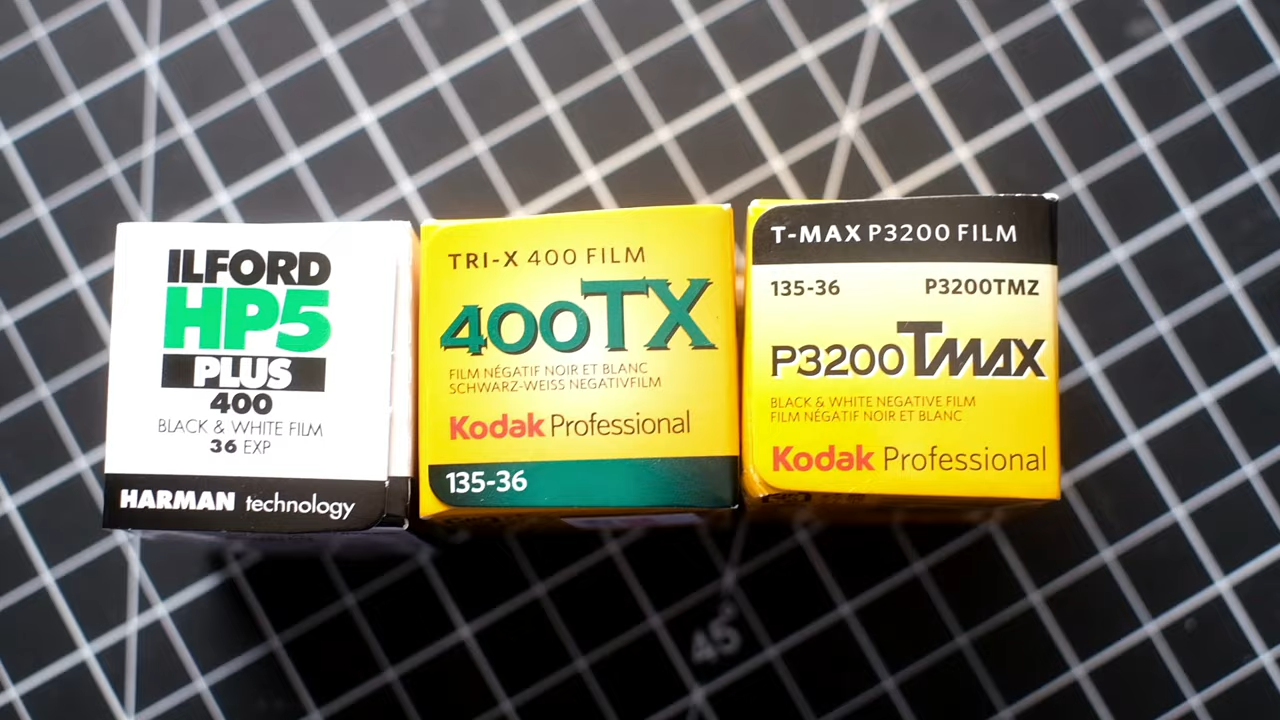 ILFORD
HP5
PLUS
400
BLACK & WHITE FILM
36 EXP
HARMAN technology
TRI-X 400 FILM
400TX
FILM NÉGATIF NOIR ET BLANC
SCHWARZ-WEISS NEGATIVFILM
Kodak Professional
135-36
T-MAX P3200 FILM
135-36 P3200TMZ
P3200 TMAX
BLACK & WHITE NEGATIVE FILM
FILM NÉGATIF NOIR ET BLANC
Kodak Professional
45°